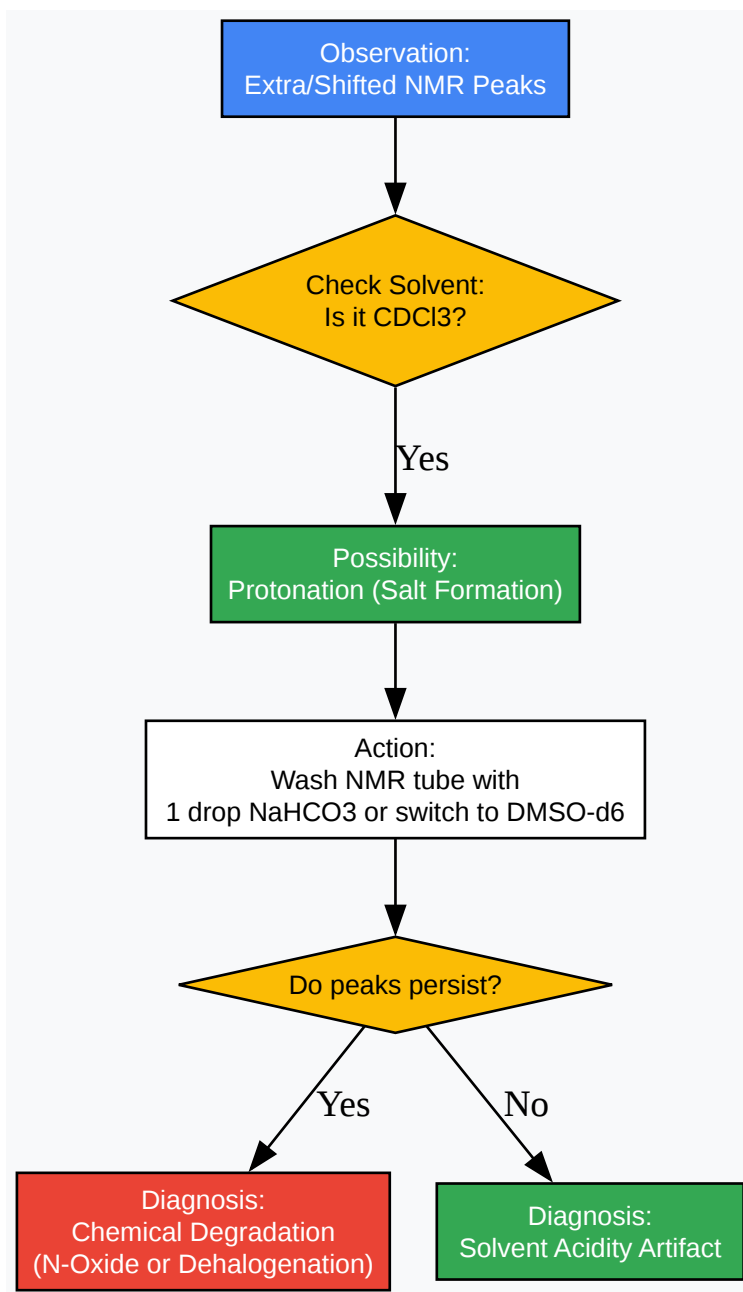 Observation:
Extra/Shifted NMR Peaks
Check Solvent:
Is it CDCl3?
Yes
Possibility:
Protonation (Salt Formation)
Action:
Wash NMR tube with
1 drop NaHCO3 or switch to DMSO-d6
Do peaks persist?
Yes
No
Diagnosis:
Chemical Degradation
(N-Oxide or Dehalogenation)
Diagnosis:
Solvent Acidity Artifact